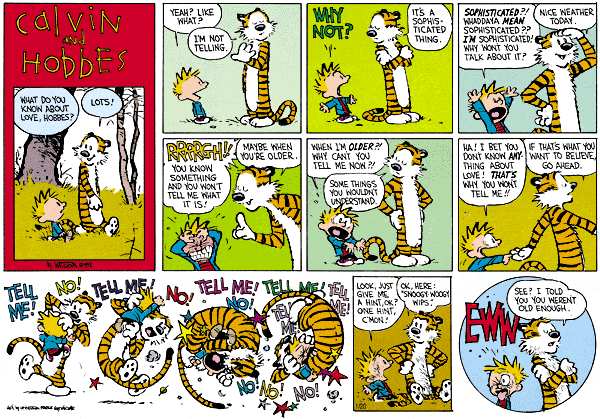 Calvin
and
HOBBES
WHAT DO YOU
KNOW ABOUT
LOVE, HOBBES?
LOTS!
YEAH? LIKE
WHAT?
I'M NOT
TELLING.
WHY
NOT?
IT'S A
SOPHIS-
TICATED
THING.
SOPHISTICATED?!
WHADDAYA MEAN
SOPHISTICATED??
I'M SOPHISTICATED!
WHY WONT YOU
TALK ABOUT IT?
NICE WEATHER
TODAY.
RRRRGH!!
YOU KNOW
SOMETHING
AND YOU WON'T
TELL ME WHAT
IT IS!
MAYBE WHEN
YOU'RE OLDER.
WHEN I'M OLDER?!
WHY CAN'T YOU
TELL ME NOW?!
SOME THINGS
YOU WOULDN'T
UNDERSTAND.
HA! I BET YOU
DON'T KNOW ANY-
THING ABOUT
LOVE! THAT'S
WHY YOU WON'T
TELL ME!!
IF THAT'S WHAT YOU
WANT TO BELIEVE,
GO AHEAD.
TELL
ME!
NO!
TELL ME!
NO!
TELL ME!
NO!
TELL ME!
TELL
ME!
TELL
ME!
NO!
NO!
NO!
LOOK, JUST
GIVE ME
A HINT, OK?
ONE HINT.
C'MON!
OK, HERE:
"SNOOGY-WOOGY
WIPS."
EWW
SEE? I TOLD
YOU YOU WEREN'T
OLD ENOUGH.